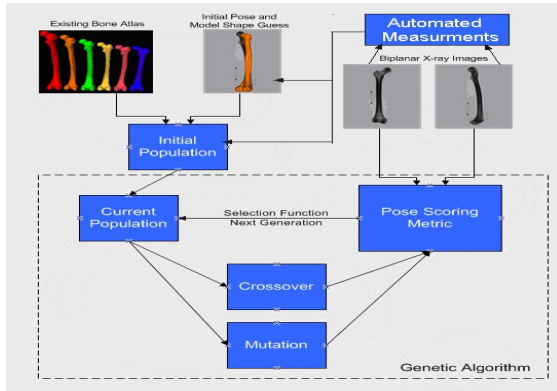 Existing Bone Atlas
Initial Pose and
Model Shape Guess
Automated
Measurments
Biplanar X-ray Images
Initial
Population
Current
Population
Selection Function
Next Generation
Pose Scoring
Metric
Crossover
Mutation
Genetic Algorithm